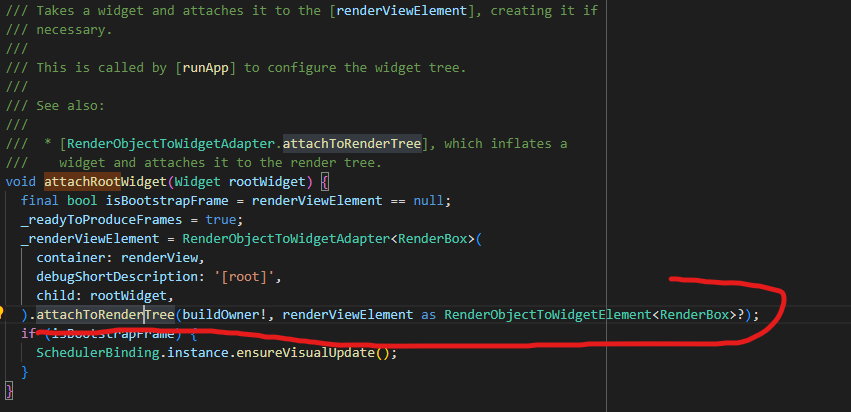 /// Takes a widget and attaches it to the [renderViewElement], creating it if
/// necessary.
///
/// This is called by [runApp] to configure the widget tree.
///
/// See also:
///
///  * [RenderObjectToWidgetAdapter.attachToRenderTree], which inflates a
///    widget and attaches it to the render tree.
void attachRootWidget(Widget rootWidget) {
  final bool isBootstrapFrame = renderViewElement == null;
  _readyToProduceFrames = true;
  _renderViewElement = RenderObjectToWidgetAdapter<RenderBox>(
    container: renderView,
    debugShortDescription: '[root]',
    child: rootWidget,
  ).attachToRenderTree(buildOwner!, renderViewElement as RenderObjectToWidgetElement<RenderBox>?);
  if (isBootstrapFrame) {
    SchedulerBinding.instance.ensureVisualUpdate();
  }
}